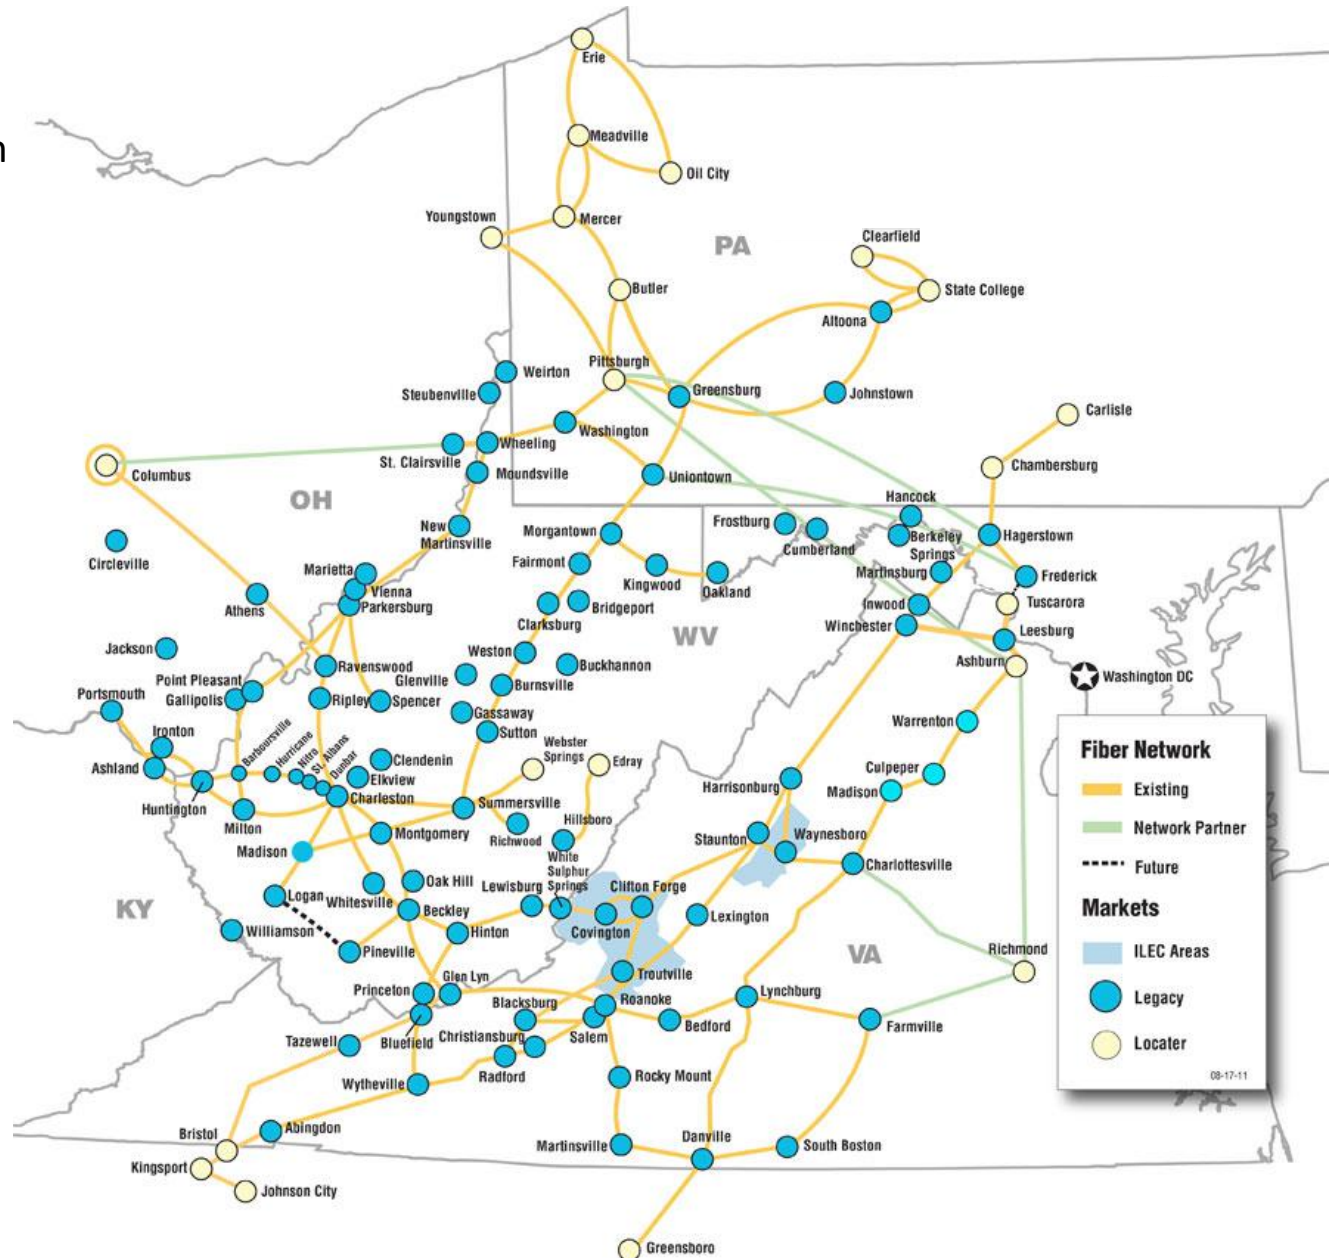 n
Erie
Meadville
Oil City
Youngstown
Mercer
PA
Clearfield
State College
Butler
Altoona
Pittsburgh
Weirton
Steubenville
Greensburg
Johnstown
Carlisle
Washington
Wheeling
St. Clairsville
Moundsville
Columbus
Uniontown
Chambersburg
OH
Hancock
New
Martinsville
Morgantown
Frostburg
Cumberland
Berkeley
Springs
Hagerstown
Circleville
Fairmont
Kingwood
Oakland
Martinsburg
Frederick
Marietta
Vienna
Parkersburg
Athens
Bridgeport
Clarksburg
Inwood
Tuscarora
Winchester
Leesburg
WV
Jackson
Weston
Buckhannon
Ashburn
Ravenswood
Glenville
Washington DC
Point Pleasant
Gallipolis
Burnsville
Portsmouth
Ripley
Spencer
Gassaway
Warrenton
Ironton
Sutton
Barboursville
Hurricane
Nitro
St. Albans
Dunbar
Clendenin
Elkview
Webster
Springs
Edray
Ashland
Huntington
Charleston
Culpeper
Harrisonburg
Madison
Milton
Summersville
Montgomery
Richwood
Hillsboro
Staunton
Waynesboro
Madison
White
Sulphur
Springs
Charlottesville
Logan
Whitesville
Oak Hill
Lewisburg
Clifton Forge
KY
Beckley
Covington
Lexington
Williamson
Hinton
Pineville
VA
Richmond
Troutville
Princeton
Glen Lyn
Blacksburg
Roanoke
Lynchburg
Bluefield
Christiansburg
Salem
Bedford
Farmville
Tazewell
Radford
Wytheville
Rocky Mount
Abingdon
Bristol
Martinsville
Danville
South Boston
Kingsport
Johnson City
Greensboro
Fiber Network
Existing
Network Partner
Future
Markets
ILEC Areas
Legacy
Locater
08-17-11